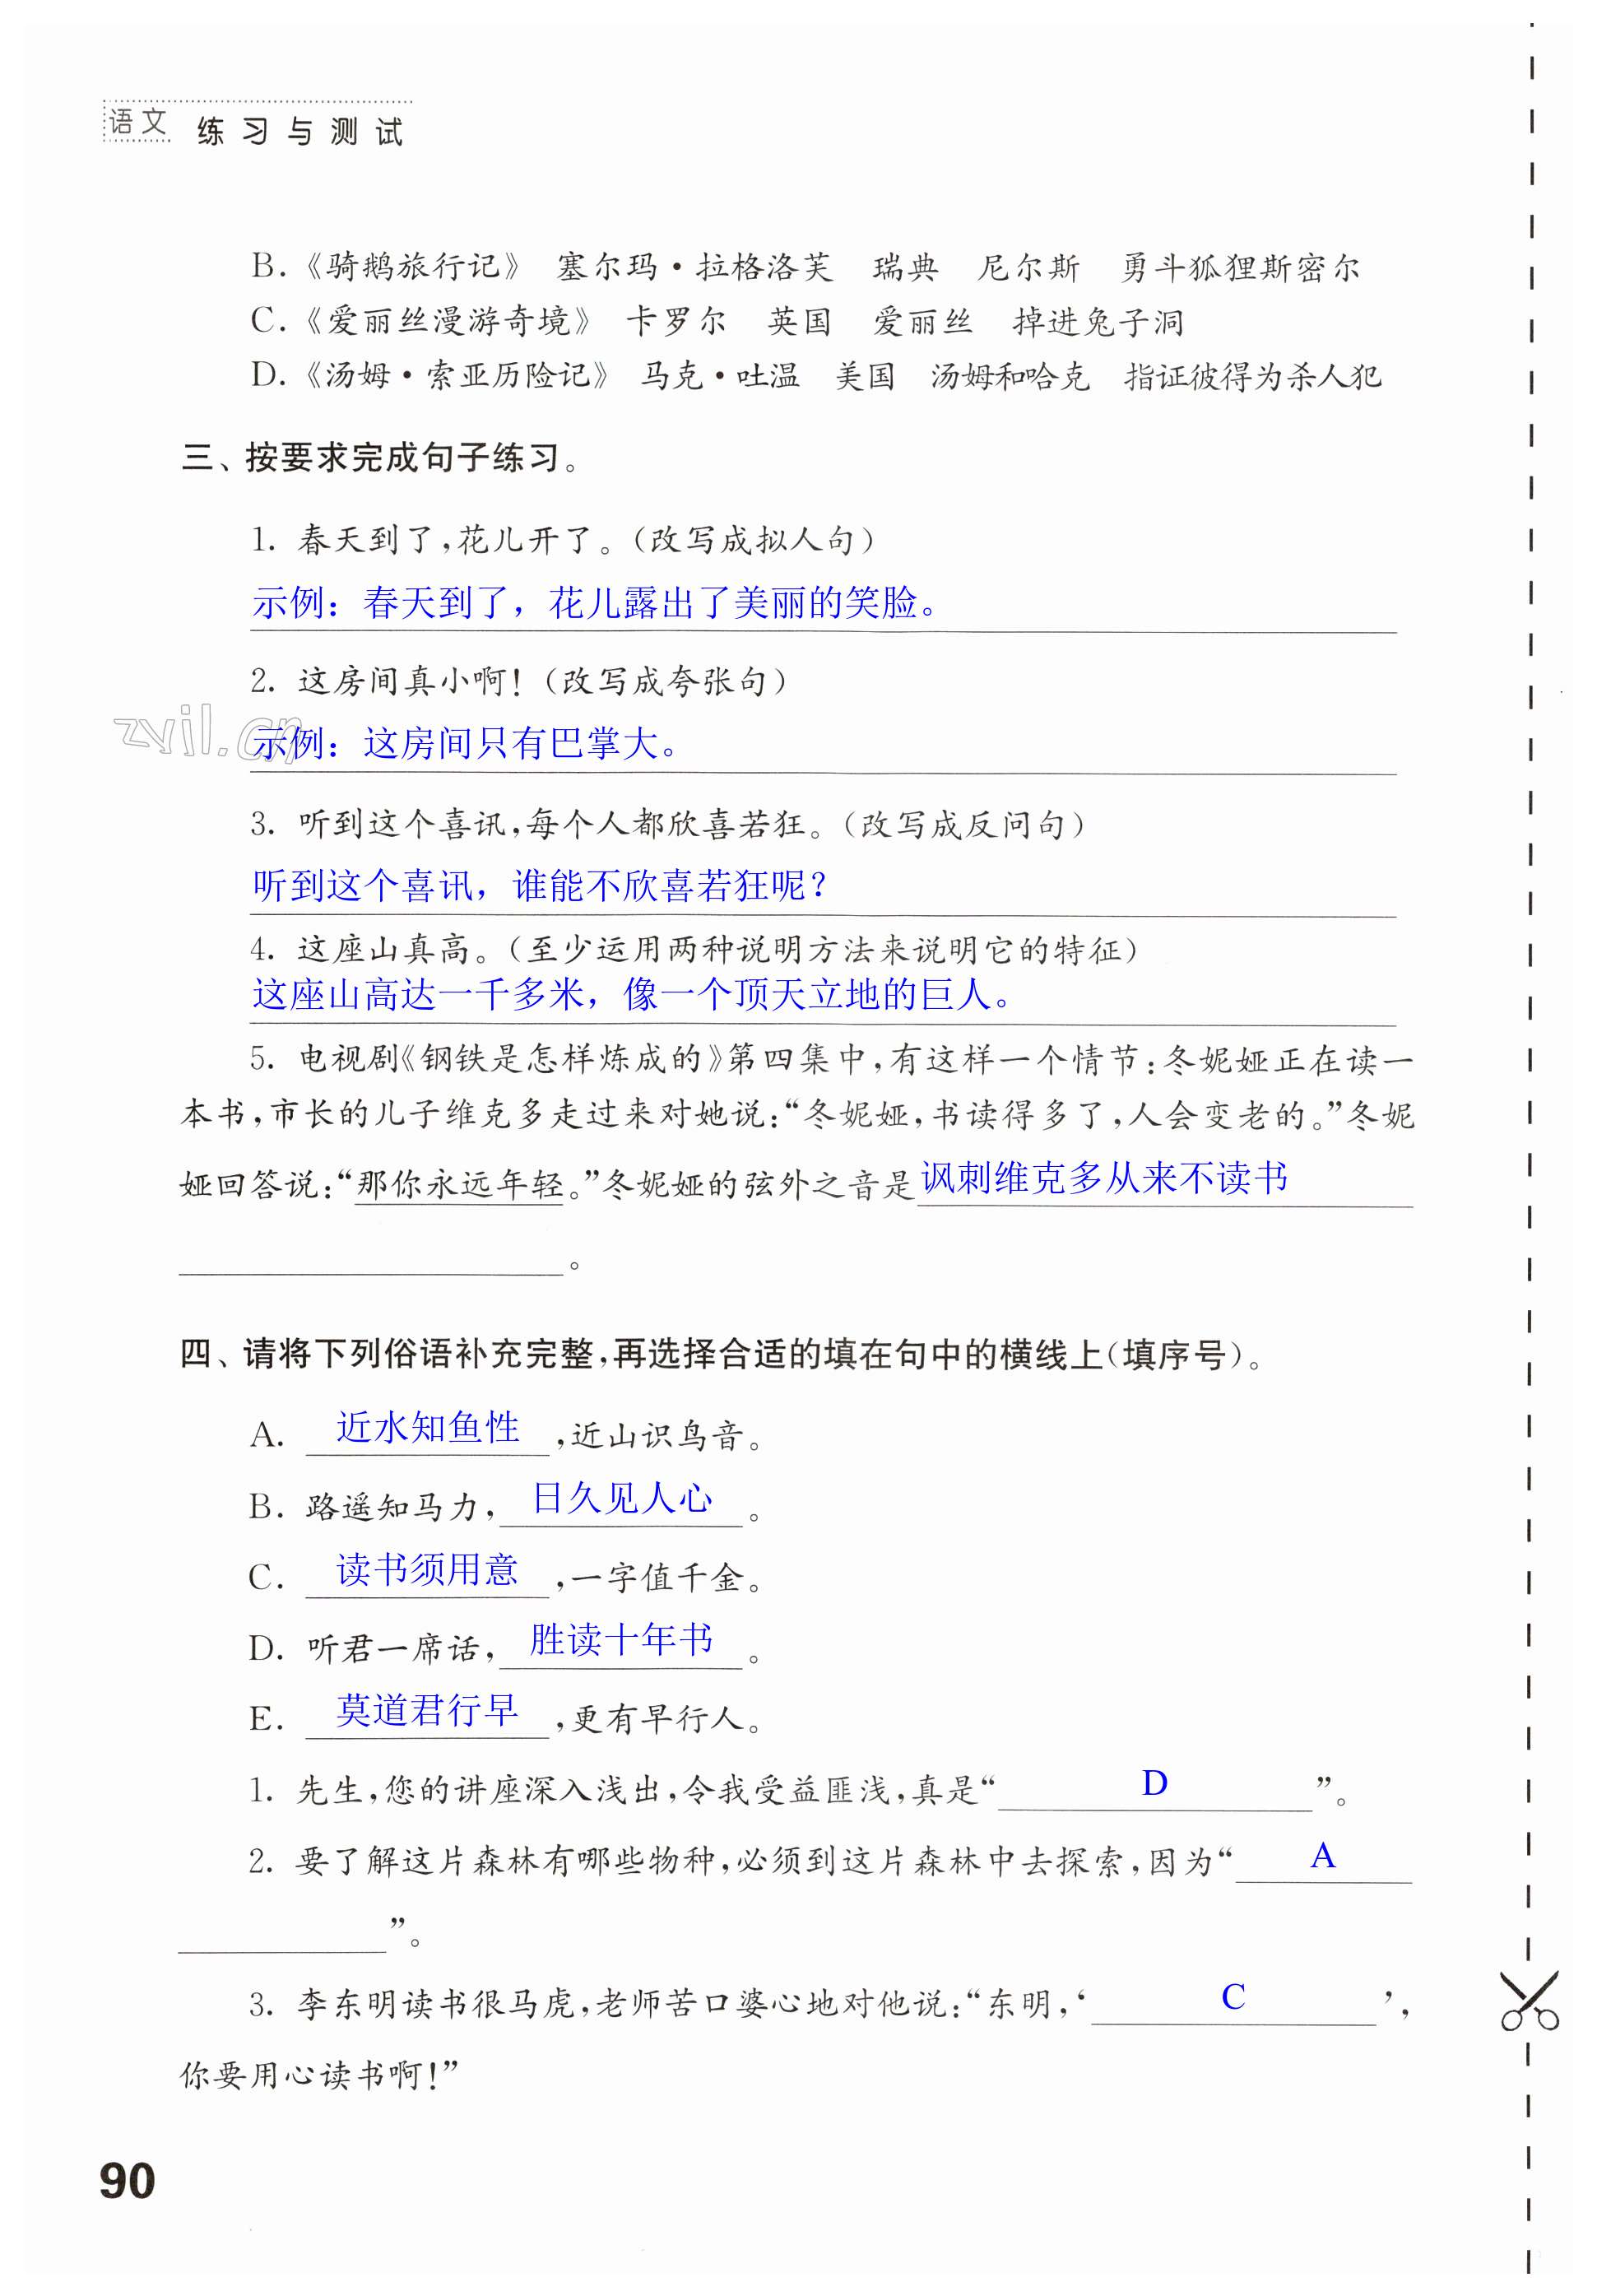 语文 练习与测试
B.《骑鹅旅行记》 塞尔玛·拉格洛芙 瑞典 尼尔斯 勇斗狐狸斯密尔
C.《爱丽丝漫游奇境》 卡罗尔 英国 爱丽丝 掉进兔子洞
D.《汤姆·索亚历险记》 马克·吐温 美国 汤姆和哈克 指证彼得为杀人犯
三、按要求完成句子练习。
1. 春天到了,花儿开了。(改写成拟人句)
示例：春天到了，花儿露出了美丽的笑脸。
2. 这房间真小啊!(改写成夸张句)
zyjl.cn
示例：这房间只有巴掌大。
3. 听到这个喜讯,每个人都欣喜若狂。(改写成反问句)
听到这个喜讯，谁能不欣喜若狂呢？
4. 这座山真高。(至少运用两种说明方法来说明它的特征)
这座山高达一千多米，像一个顶天立地的巨人。
5. 电视剧《钢铁是怎样炼成的》第四集中,有这样一个情节:冬妮娅正在读一
本书,市长的儿子维克多走过来对她说:“冬妮娅,书读得多了,人会变老的。”冬妮
娅回答说:“那你永远年轻。”冬妮娅的弦外之音是讽刺维克多从来不读书
。
四、请将下列俗语补充完整,再选择合适的填在句中的横线上(填序号)。
A. 近水知鱼性,近山识鸟音。
B. 路遥知马力,日久见人心。
C. 读书须用意,一字值千金。
D. 听君一席话,胜读十年书。
E. 莫道君行早,更有早行人。
1. 先生,您的讲座深入浅出,令我受益匪浅,真是“D”。
2. 要了解这片森林有哪些物种,必须到这片森林中去探索,因为“A
”。
3. 李东明读书很马虎,老师苦口婆心地对他说:“东明,‘C’,
你要用心读书啊!”
90